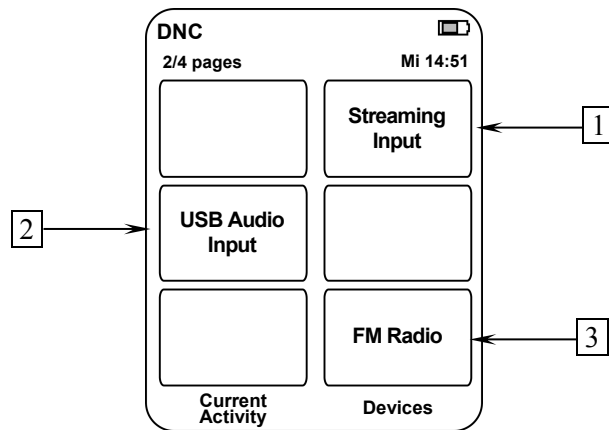 DNC
2/4 pages Mi 14:51
Streaming
Input
1
2
USB Audio
Input
FM Radio
3
Current
Activity
Devices